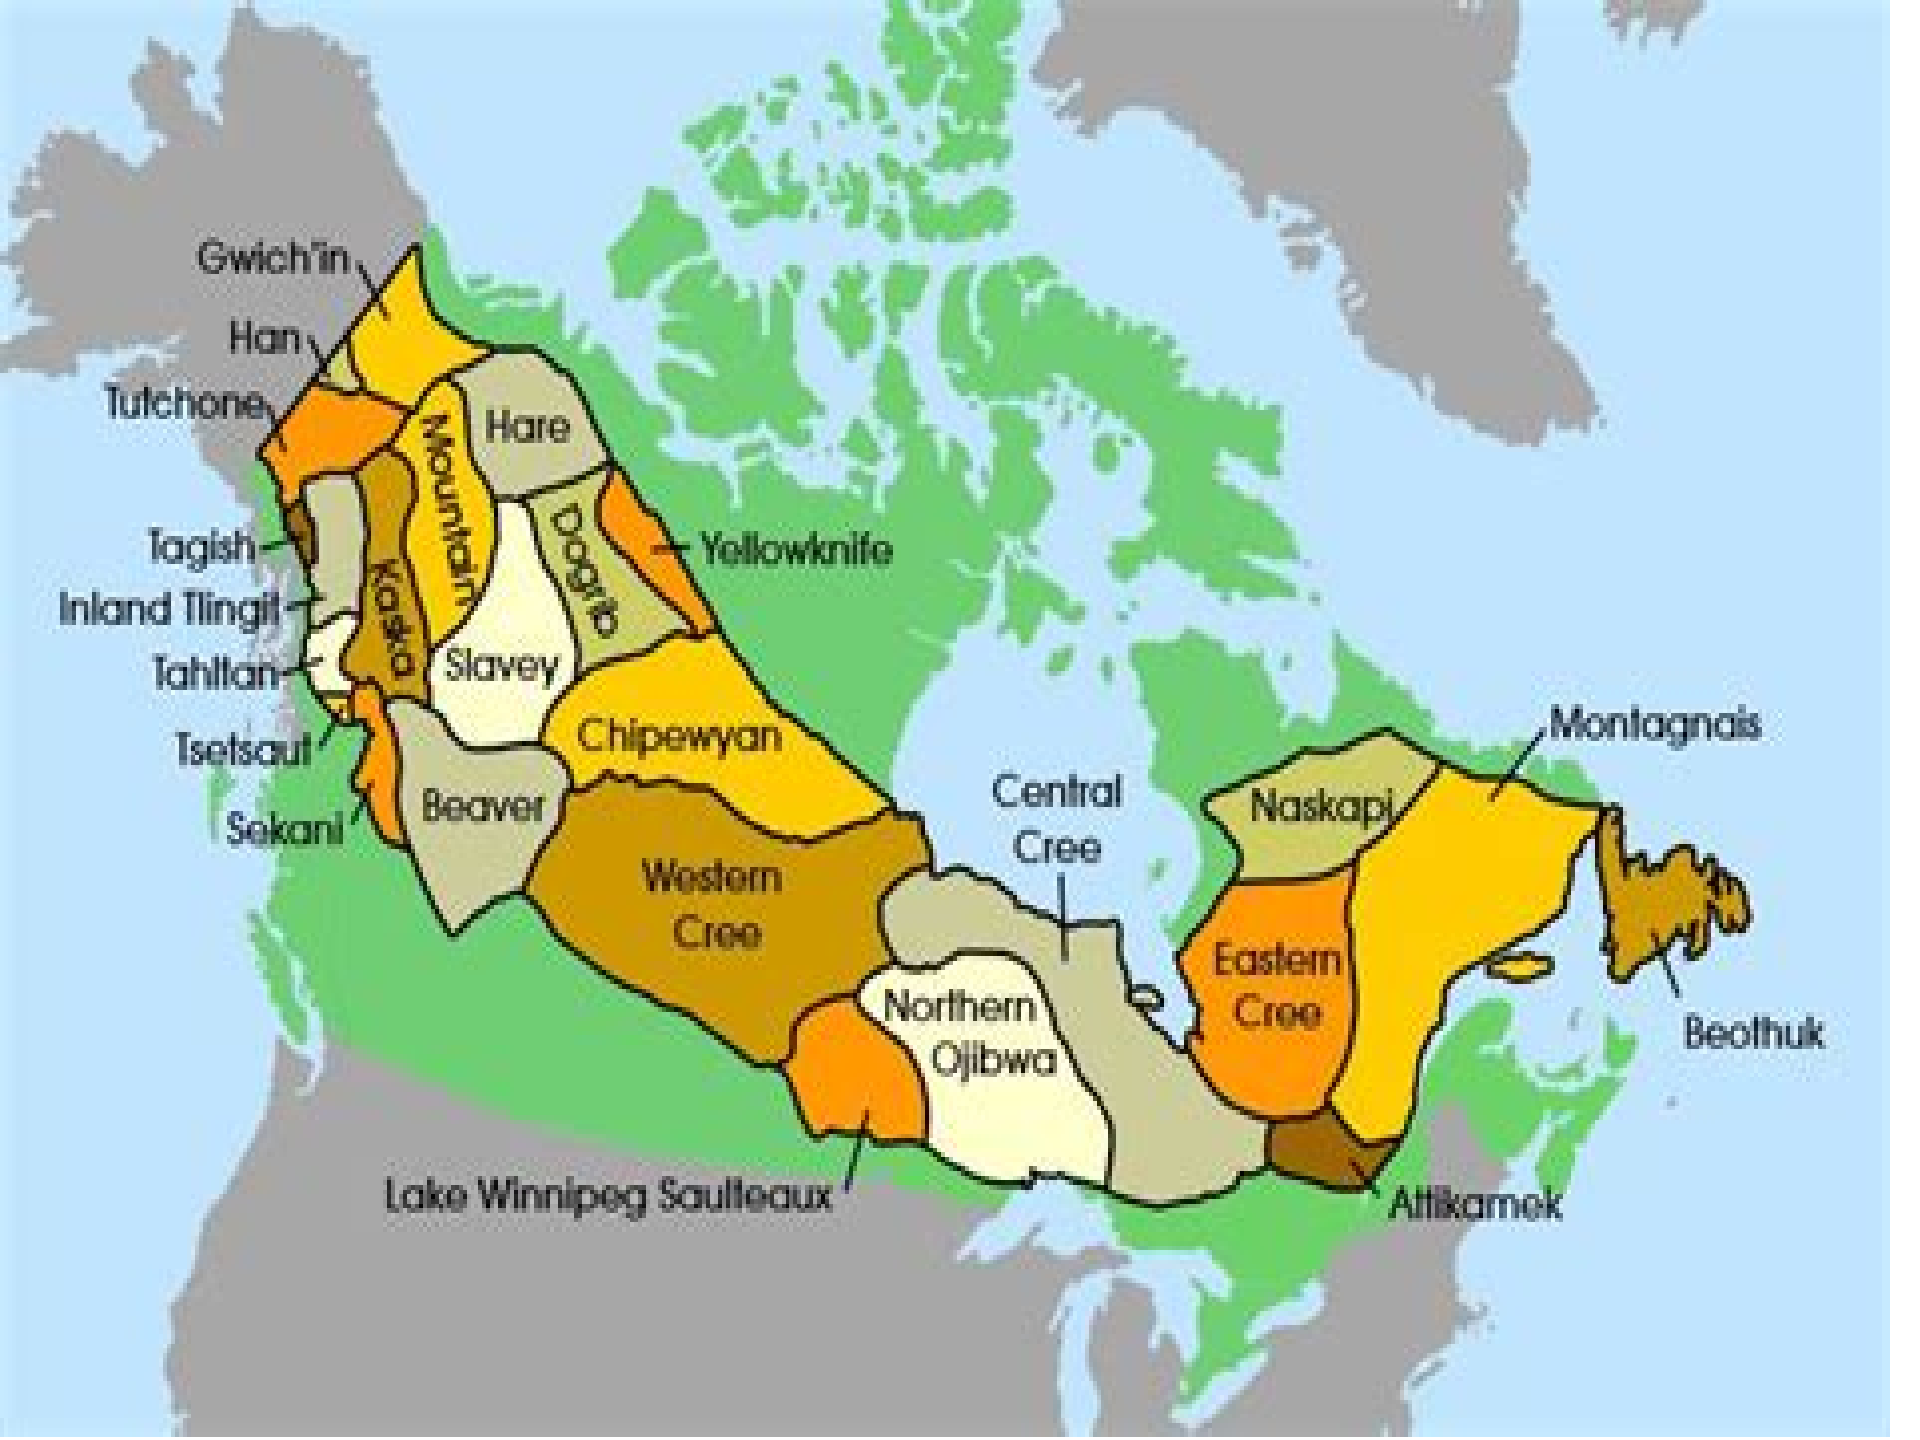 Gwich'in
Han
Tutchone
Hare
Mountain
Dogrib
Yellowknife
Tagish
Kaska
Inland Tlingit
Tahltan
Slavey
Montagnais
Chipewyan
Tsetsaut
Central
Cree
Naskapi
Beaver
Sekani
Western
Cree
Eastern
Cree
Northern
Ojibwa
Beothuk
Lake Winnipeg Saulteaux
Attikamek